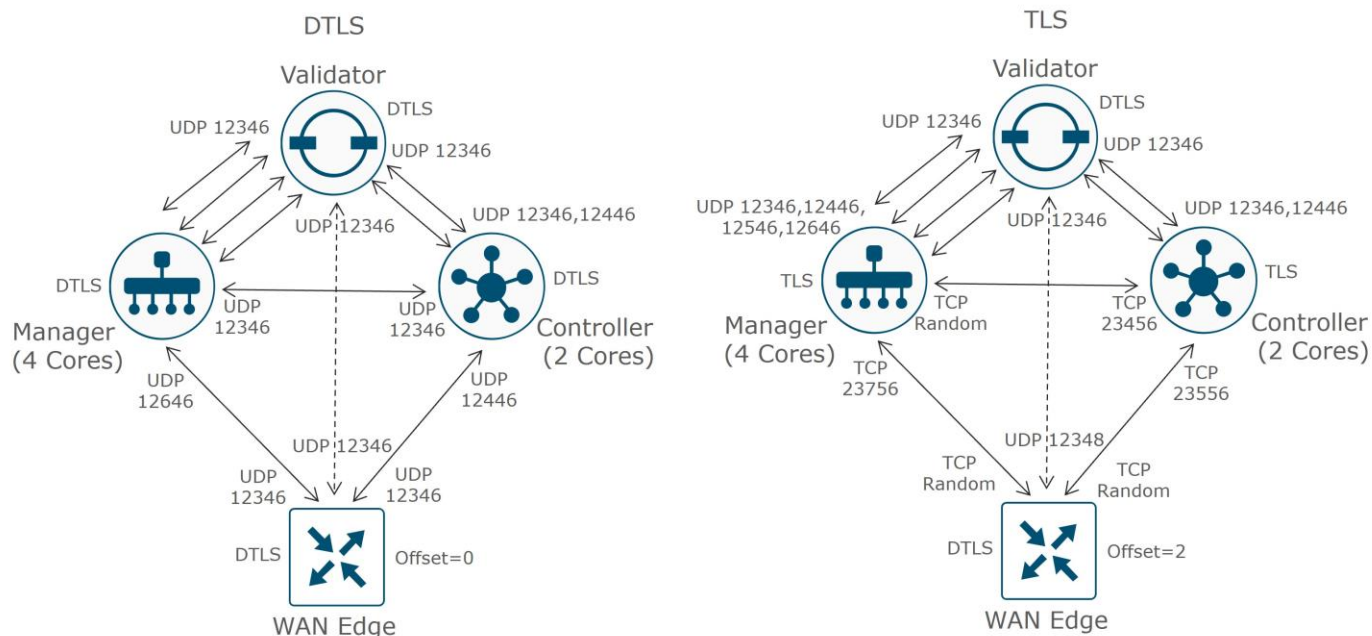 DTLS
Validator
DTLS
UDP 12346
UDP 12346
UDP 12346
UDP 12346,12446
DTLS
DTLS
UDP
12346
UDP
12346
Manager
(4 Cores)
Controller
(2 Cores)
UDP
12646
UDP
12446
UDP 12346
UDP
12346
UDP
12346
DTLS
Offset=0
WAN Edge
TLS
Validator
DTLS
UDP 12346
UDP 12346
UDP 12346,12446,
12546,12646
UDP 12346
UDP 12346,12446
TLS
TLS
TCP
Random
TCP
23456
Manager
(4 Cores)
Controller
(2 Cores)
TCP
23756
TCP
23556
UDP 12348
TCP
Random
TCP
Random
DTLS
Offset=2
WAN Edge